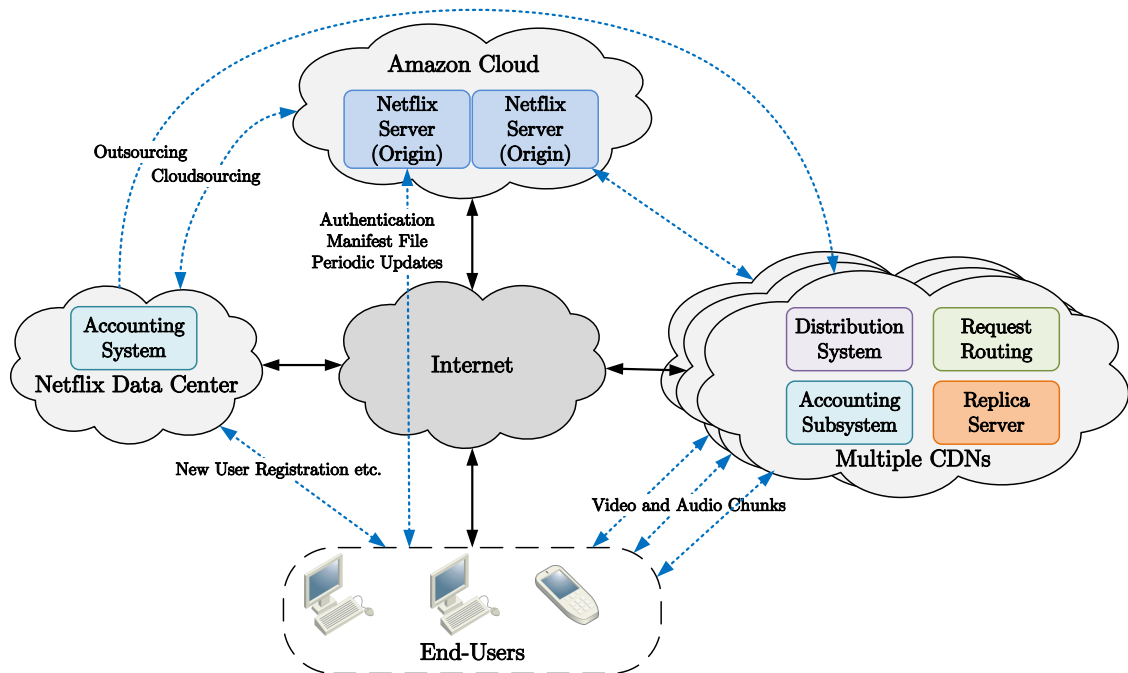 Amazon Cloud
Netflix
Server
(Origin)
Netflix
Server
(Origin)
Outsourcing
Cloudsourcing
Authentication
Manifest File
Periodic Updates
Accounting
System
Netflix Data Center
Internet
Distribution
System
Request
Routing
Accounting
Subsystem
Replica
Server
Multiple CDNs
New User Registration etc.
Video and Audio Chunks
End-Users